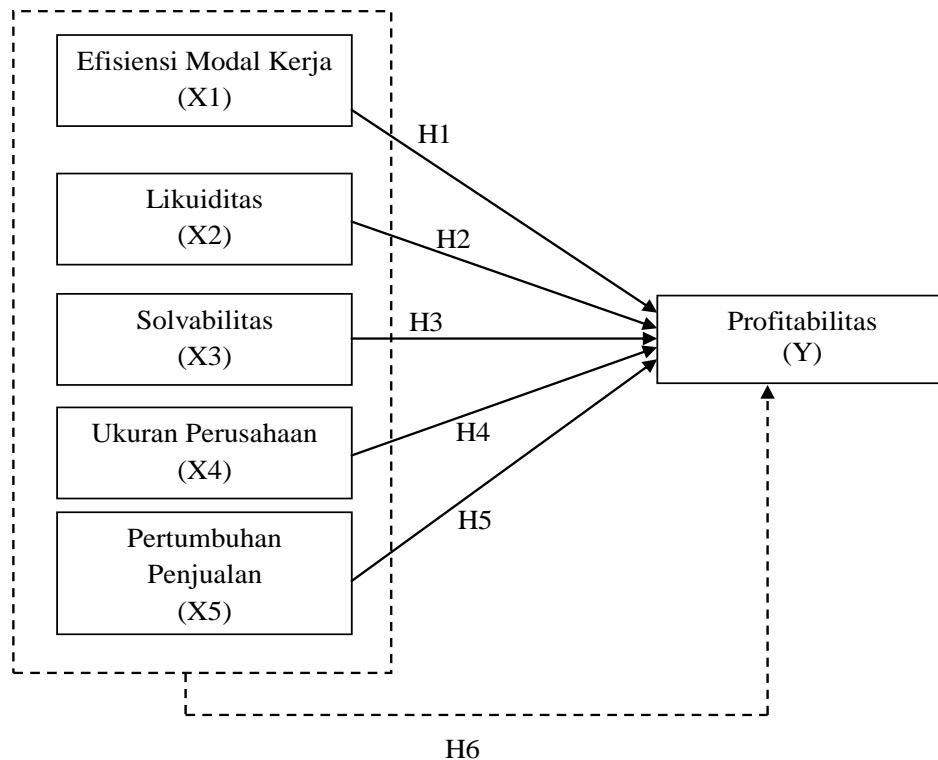 Efisiensi Modal Kerja
(X1)
H1
Likuiditas
(X2)
H2
Solvabilitas
(X3)
H3
Profitabilitas
(Y)
Ukuran Perusahaan
(X4)
H4
Pertumbuhan
Penjualan
(X5)
H5
H6